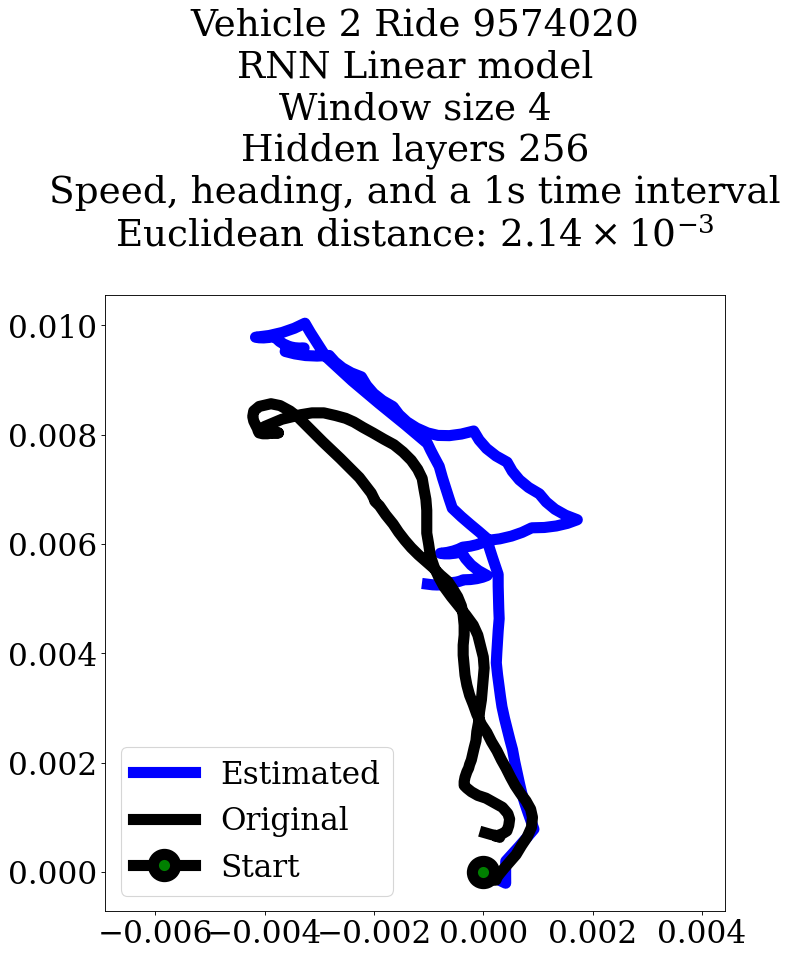 Vehicle 2 Ride 9574020
RNN Linear model
Window size 4
Hidden layers 256
Speed, heading, and a 1s time interval
Euclidean distance: 2.14 × 10⁻³
0.010
0.008
0.006
0.004
0.002
0.000
Estimated
Original
Start
−0.006 −0.004 −0.002 0.000 0.002 0.004